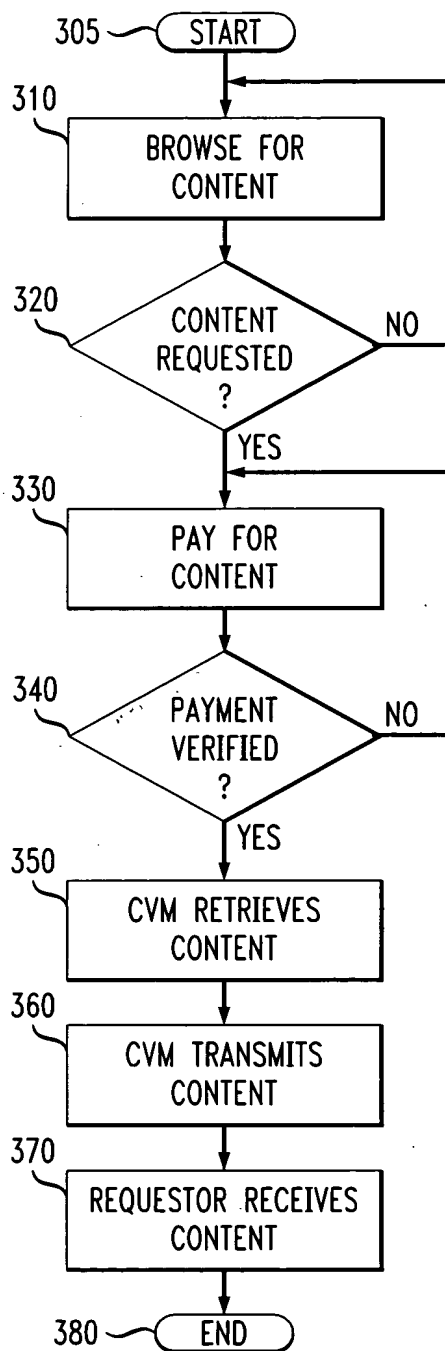 305 START
310
BROWSE FOR
CONTENT
320
CONTENT
REQUESTED
?
NO
YES
330
PAY FOR
CONTENT
340
PAYMENT
VERIFIED
?
NO
YES
350
CVM RETRIEVES
CONTENT
360
CVM TRANSMITS
CONTENT
370
REQUESTOR RECEIVES
CONTENT
380 END